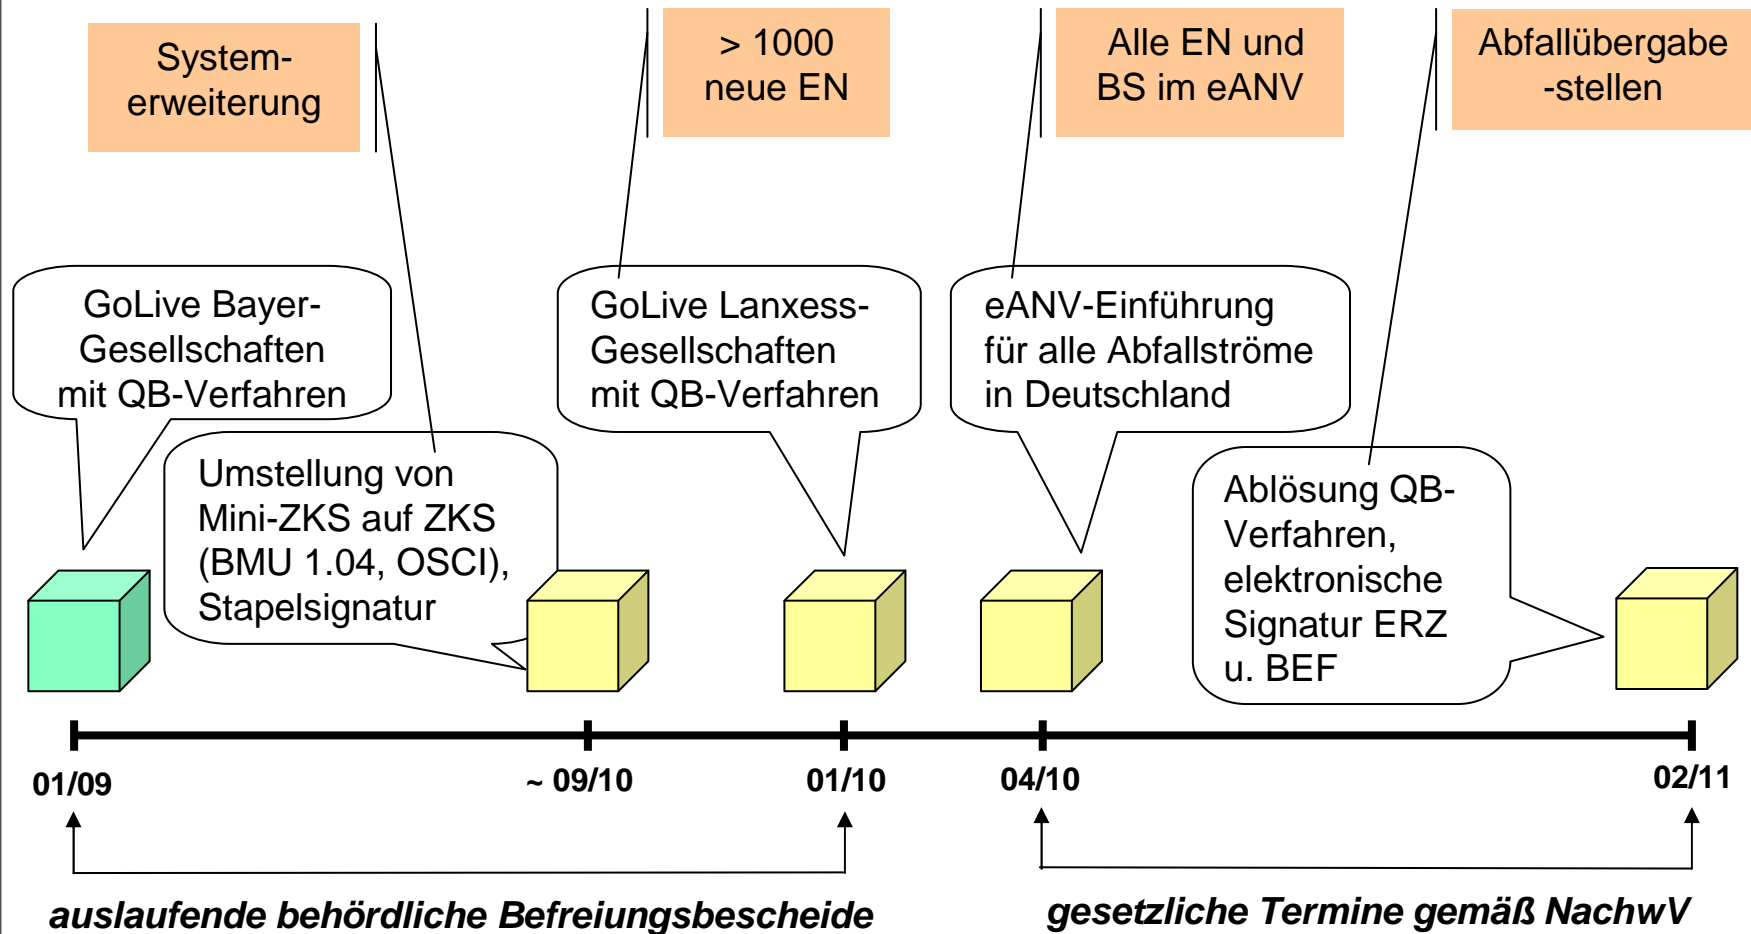 System-
erweiterung
> 1000
neue EN
Alle EN und
BS im eANV
Abfallübergabe
-stellen
GoLive Bayer-
Gesellschaften
mit QB-Verfahren
Umstellung von
Mini-ZKS auf ZKS
(BMU 1.04, OSCI),
Stapelsignatur
GoLive Lanxess-
Gesellschaften
mit QB-Verfahren
eANV-Einführung
für alle Abfallströme
in Deutschland
Ablösung QB-
Verfahren,
elektronische
Signatur ERZ
u. BEF
01/09
~ 09/10
01/10
04/10
02/11
auslaufende behördliche Befreiungsbescheide
gesetzliche Termine gemäß NachwV